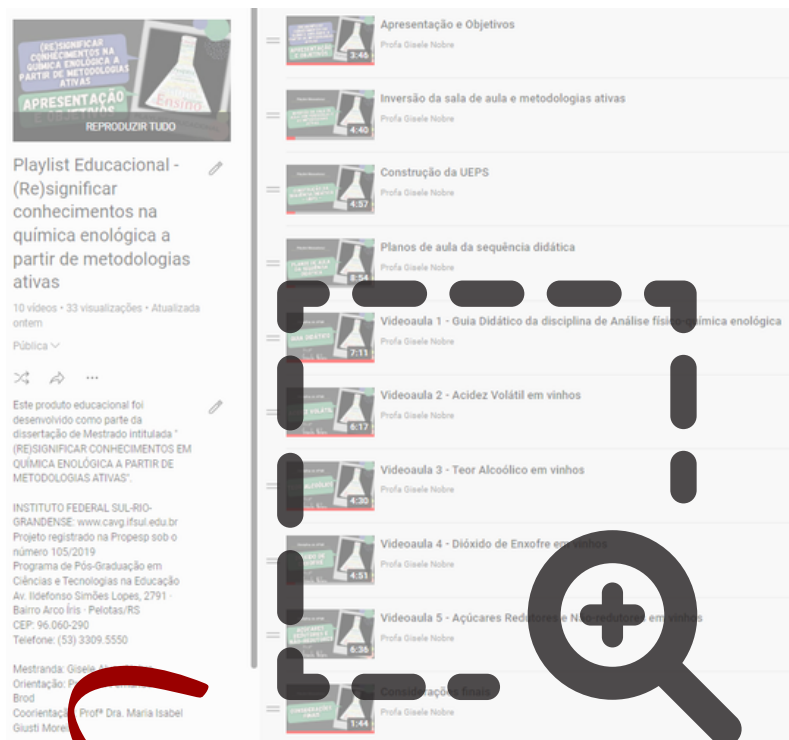 (RE)SIGNIFICAR
CONHECIMENTOS NA
QUÍMICA ENOLÓGICA A
PARTIR DE METODOLOGIAS
ATIVAS
APRESENTAÇÃO
E OBJETIVOS
Ensino
REPRODUZIR TUDO
Playlist Educacional -
(Re)significar
conhecimentos na
química enológica a
partir de metodologias
ativas
10 vídeos • 33 visualizações • Atualizada
ontem
Pública
Este produto educacional foi
desenvolvido como parte da
dissertação de Mestrado intitulada "
(RE)SIGNIFICAR CONHECIMENTOS EM
QUÍMICA ENOLÓGICA A PARTIR DE
METODOLOGIAS ATIVAS".
INSTITUTO FEDERAL SUL-RIO-
GRANDENSE: www.cavg.ifsul.edu.br
Projeto registrado na Propesp sob o
número 105/2019
Programa de Pós-Graduação em
Ciências e Tecnologias na Educação
Av. Ildefonso Simões Lopes, 2791 ·
Bairro Arco Íris · Pelotas/RS
CEP: 96.060-290
Telefone: (53) 3309.5550
Mestranda: Gisele
Orientação:
Brod
Coorientação: Profª Dra. Maria Isabel
Giusti
Apresentação e Objetivos
Profa Gisele Nobre
3:46
Inversão da sala de aula e metodologias ativas
Profa Gisele Nobre
4:40
Construção da UEPS
Profa Gisele Nobre
4:57
Planos de aula da sequência didática
Profa Gisele Nobre
8:54
Videoaula 1 - Guia Didático da disciplina de Análise físico-química enológica
Profa Gisele Nobre
7:11
Videoaula 2 - Acidez Volátil em vinhos
Profa Gisele Nobre
6:17
Videoaula 3 - Teor Alcoólico em vinhos
Profa Gisele Nobre
4:30
Videoaula 4 - Dióxido de Enxofre em vinhos
Profa Gisele Nobre
4:51
Videoaula 5 - Açúcares Redutores e Não-redutores em vinhos
Profa Gisele Nobre
6:36
Considerações finais
Profa Gisele Nobre
1:44